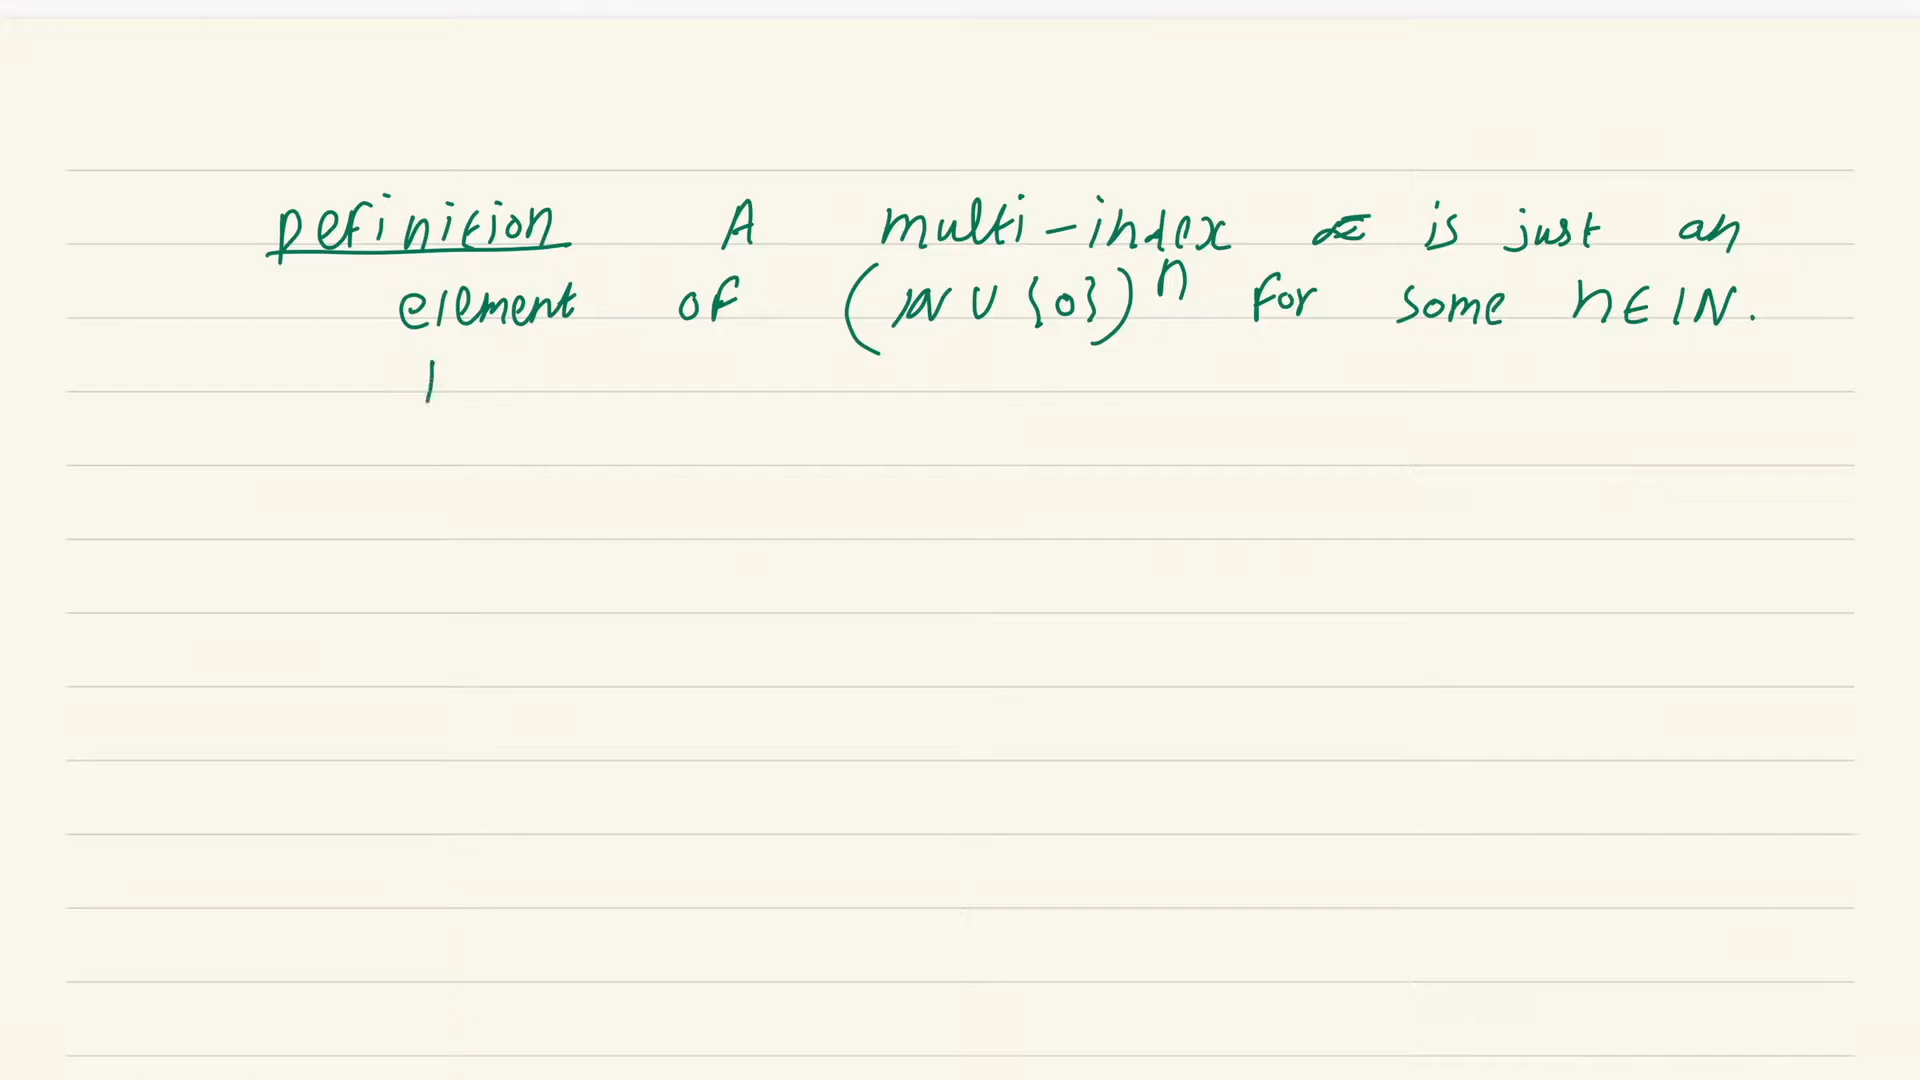 Definition A multi-index α is just an
element of (ℕ ∪ {0})ⁿ for some n ∈ ℕ.